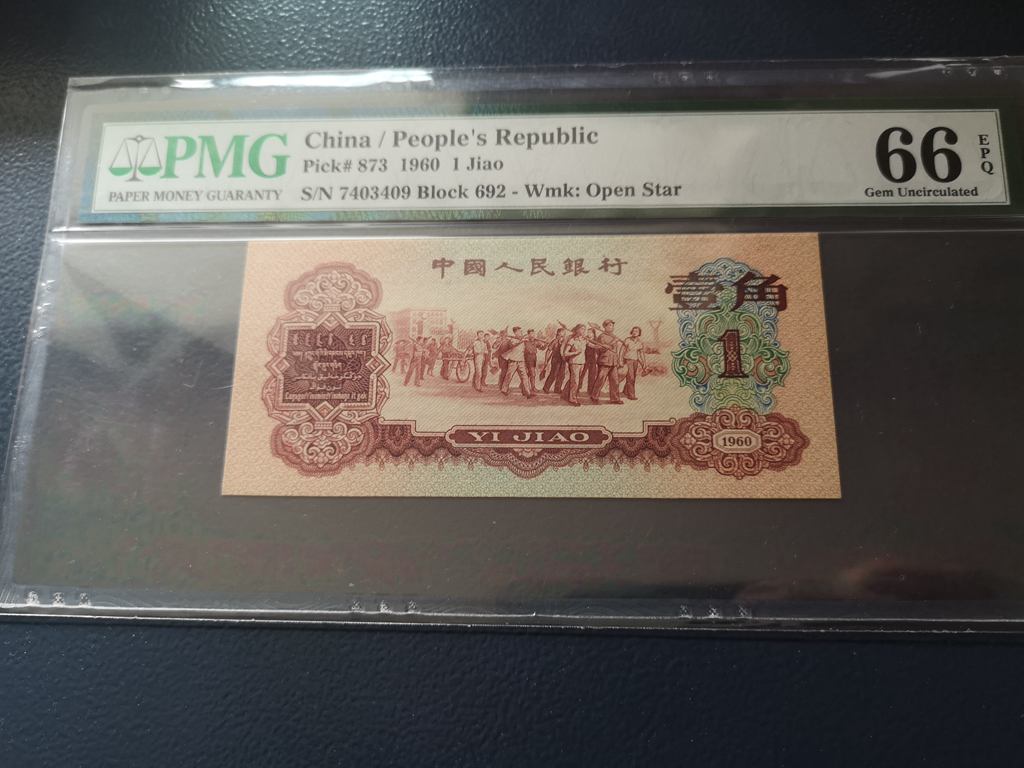 PMG
PAPER MONEY GUARANTY
China / People's Republic
Pick# 873 1960 1 Jiao
S/N 7403409 Block 692 - Wmk: Open Star
66
EPQ
Gem Uncirculated
中國人民銀行
壹角
1
YI JIAO
1960